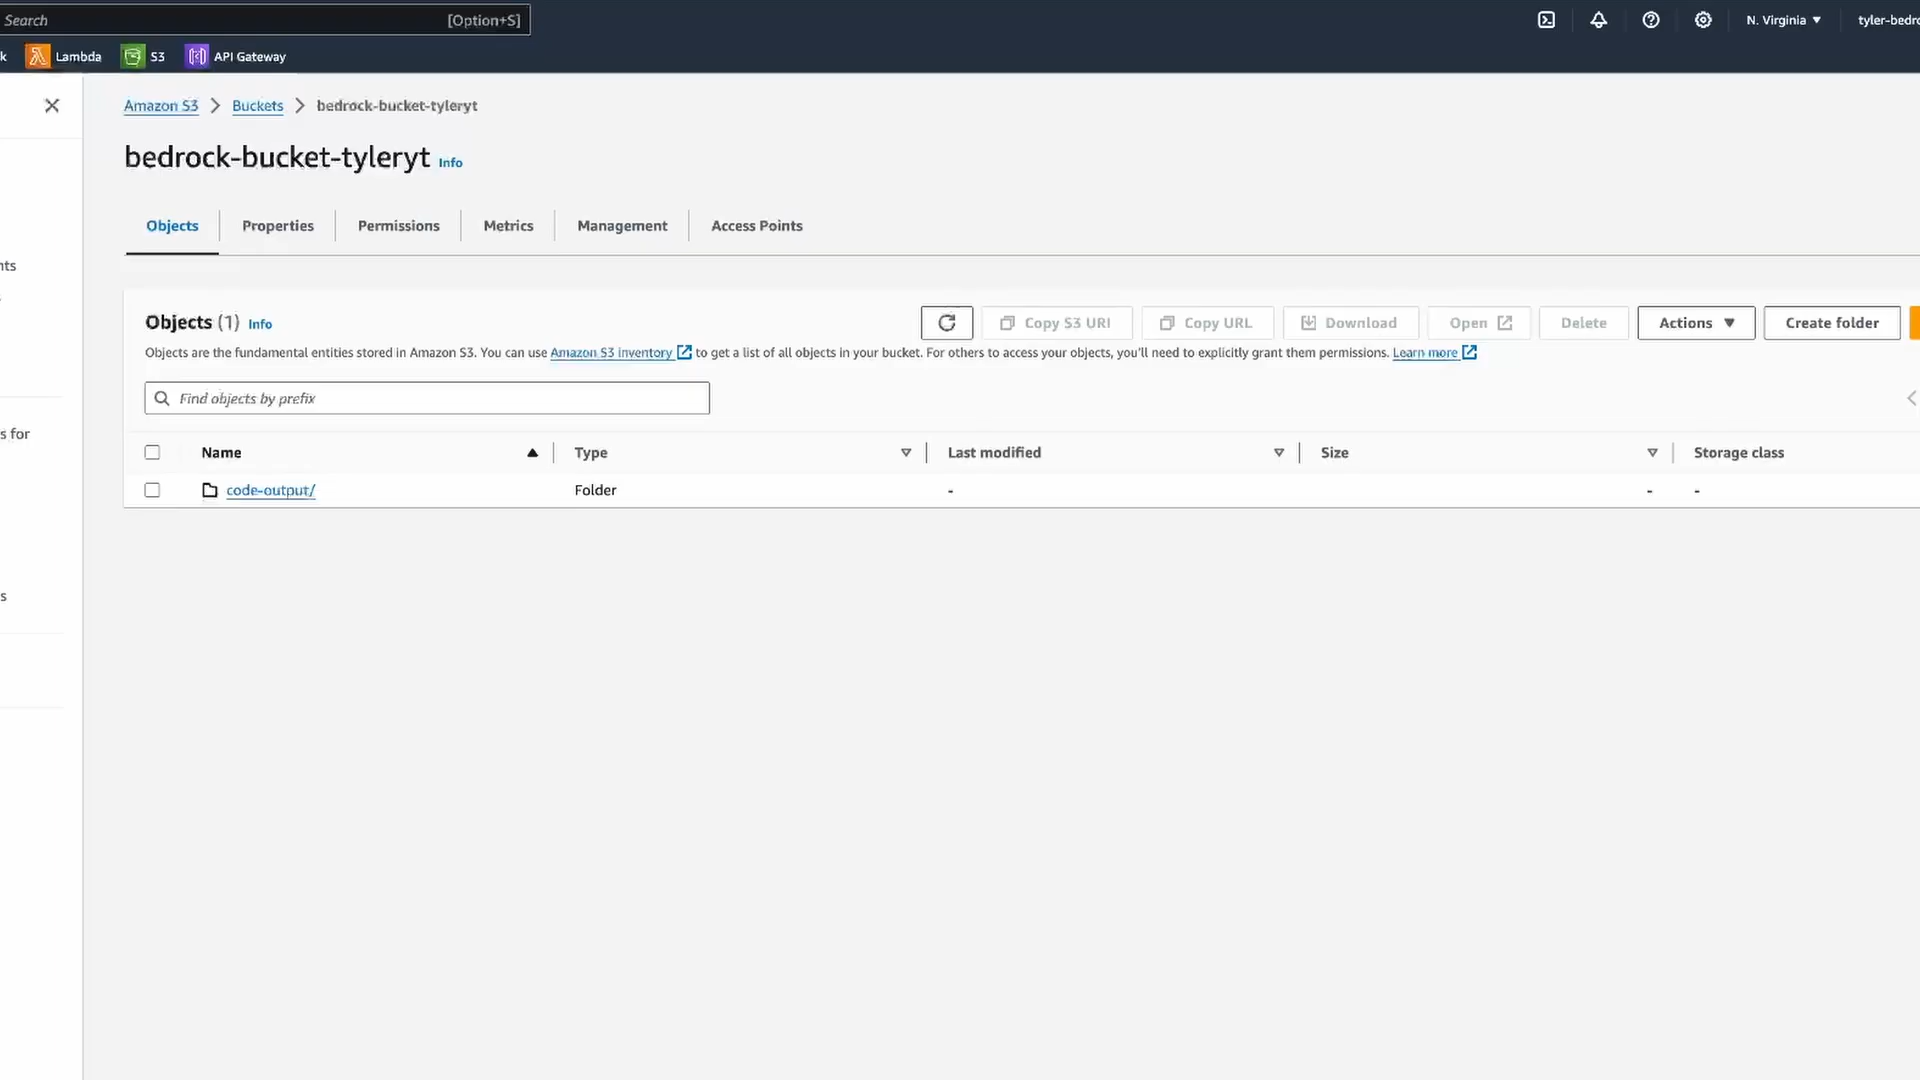 Search [Option+S] N. Virginia ▼ tyler-bedro
k Lambda S3 API Gateway
Amazon S3 > Buckets > bedrock-bucket-tyleryt
bedrock-bucket-tyleryt Info
Objects Properties Permissions Metrics Management Access Points
nts
Objects (1) Info Copy S3 URI Copy URL Download Open Delete Actions ▼ Create folder
Objects are the fundamental entities stored in Amazon S3. You can use Amazon S3 inventory to get a list of all objects in your bucket. For others to access your objects, you'll need to explicitly grant them permissions. Learn more
Find objects by prefix
s for
Name Type Last modified Size Storage class
code-output/ Folder - - -
s